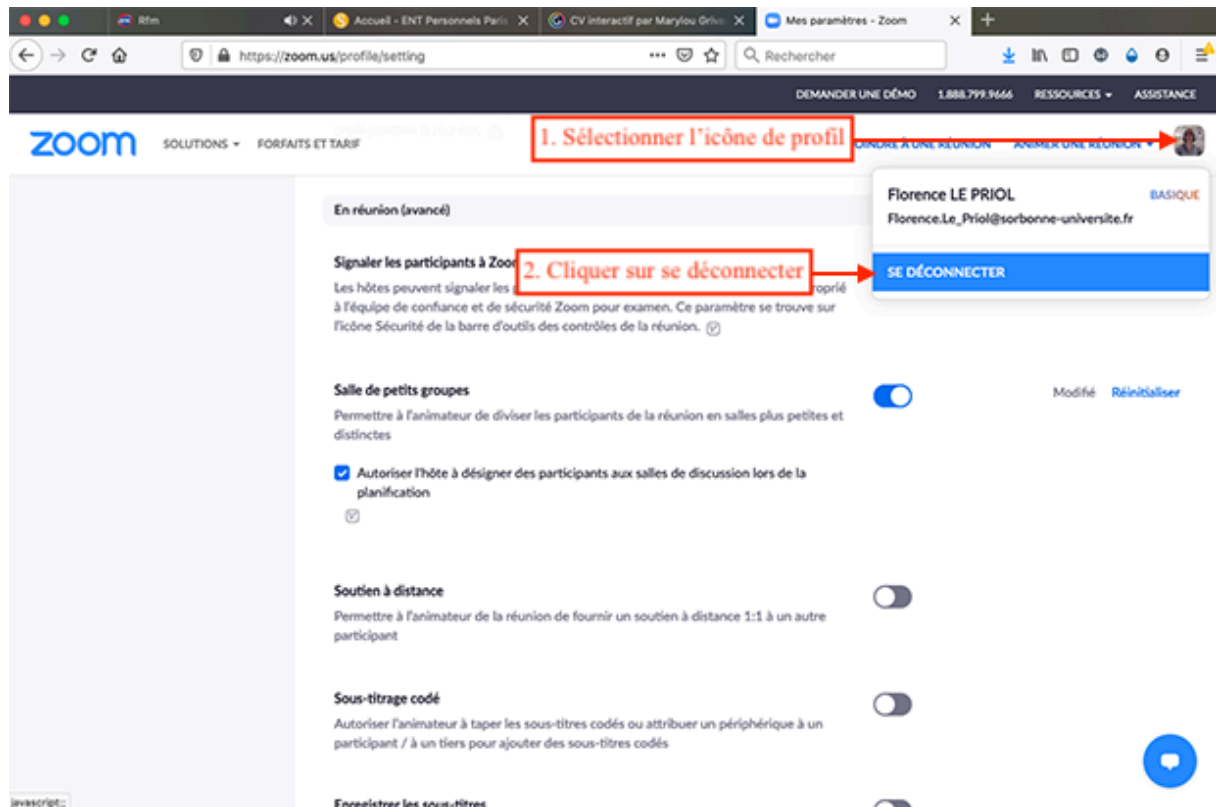 Rfm
Accueil - ENT Personnels Paris
CV interactif par Marylou Griv
Mes paramètres - Zoom
https://zoom.us/profile/setting
Rechercher
DEMANDER UNE DÉMO 1.888.799.9666 RESSOURCES ASSISTANCE
zoom SOLUTIONS FORFAITS ET TARIF
1. Sélectionner l'icône de profil
OINDRE À UNE RÉUNION ANIMER UNE RÉUNION
Florence LE PRIOL BASIQUE
Florence.Le_Priol@sorbonne-universite.fr
SE DÉCONNECTER
2. Cliquer sur se déconnecter
En réunion (avancé)
Signaler les participants à Zoo
Les hôtes peuvent signaler les p roprié
à l'équipe de confiance et de sécurité Zoom pour examen. Ce paramètre se trouve sur
l'icône Sécurité de la barre d'outils des contrôles de la réunion.
Salle de petits groupes
Modifié Réinitialiser
Permettre à l'animateur de diviser les participants de la réunion en salles plus petites et
distinctes
Autoriser l'hôte à désigner des participants aux salles de discussion lors de la
planification
Soutien à distance
Permettre à l'animateur de la réunion de fournir un soutien à distance 1:1 à un autre
participant
Sous-titrage codé
Autoriser l'animateur à taper les sous-titres codés ou attribuer un périphérique à un
participant / à un tiers pour ajouter des sous-titres codés
Enregistrer les sous-titres
javascript:;